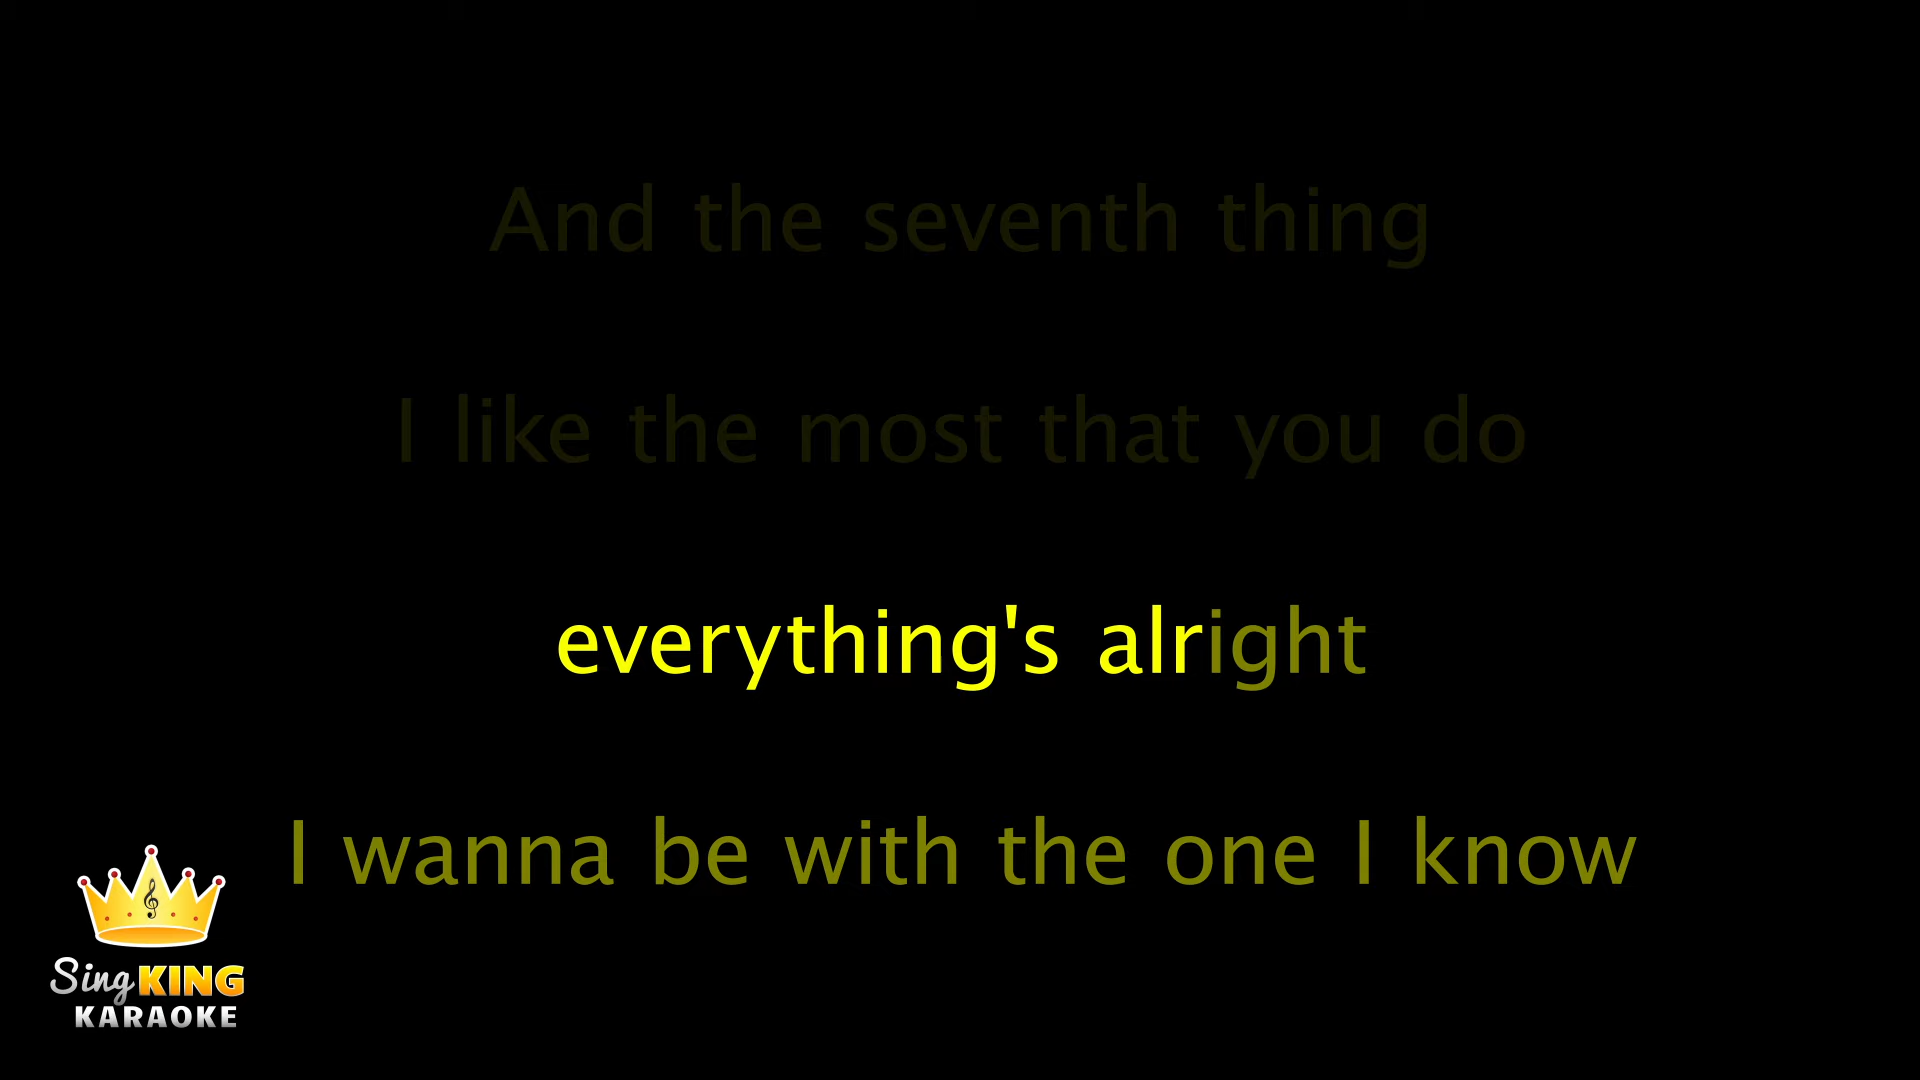 And the seventh thing
I like the most that you do
everything's alright
I wanna be with the one I know
Sing KING
KARAOKE